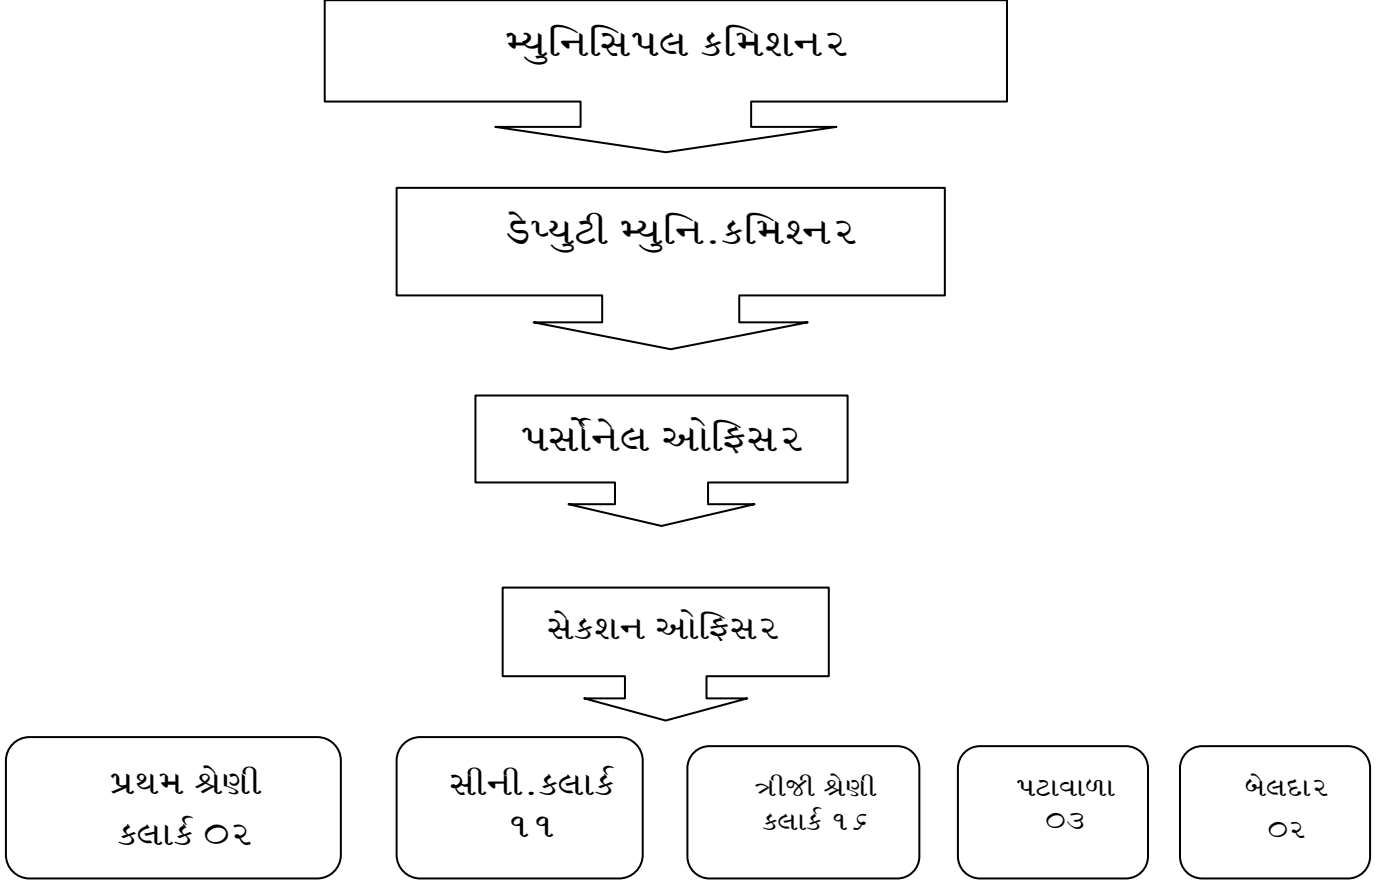 મ્યુનિસિપલ કમિશનર
ડેપ્યુટી મ્યુનિ.કમિશ્નર
પર્સોનેલ ઓફિસર
સેકશન ઓફિસર
પ્રથમ શ્રેણી
કલાર્ક ૦૨
સીની.કલાર્ક
૧૧
ત્રીજી શ્રેણી
કલાર્ક ૧૬
પટાવાળા
૦૩
બેલદાર
૦૨